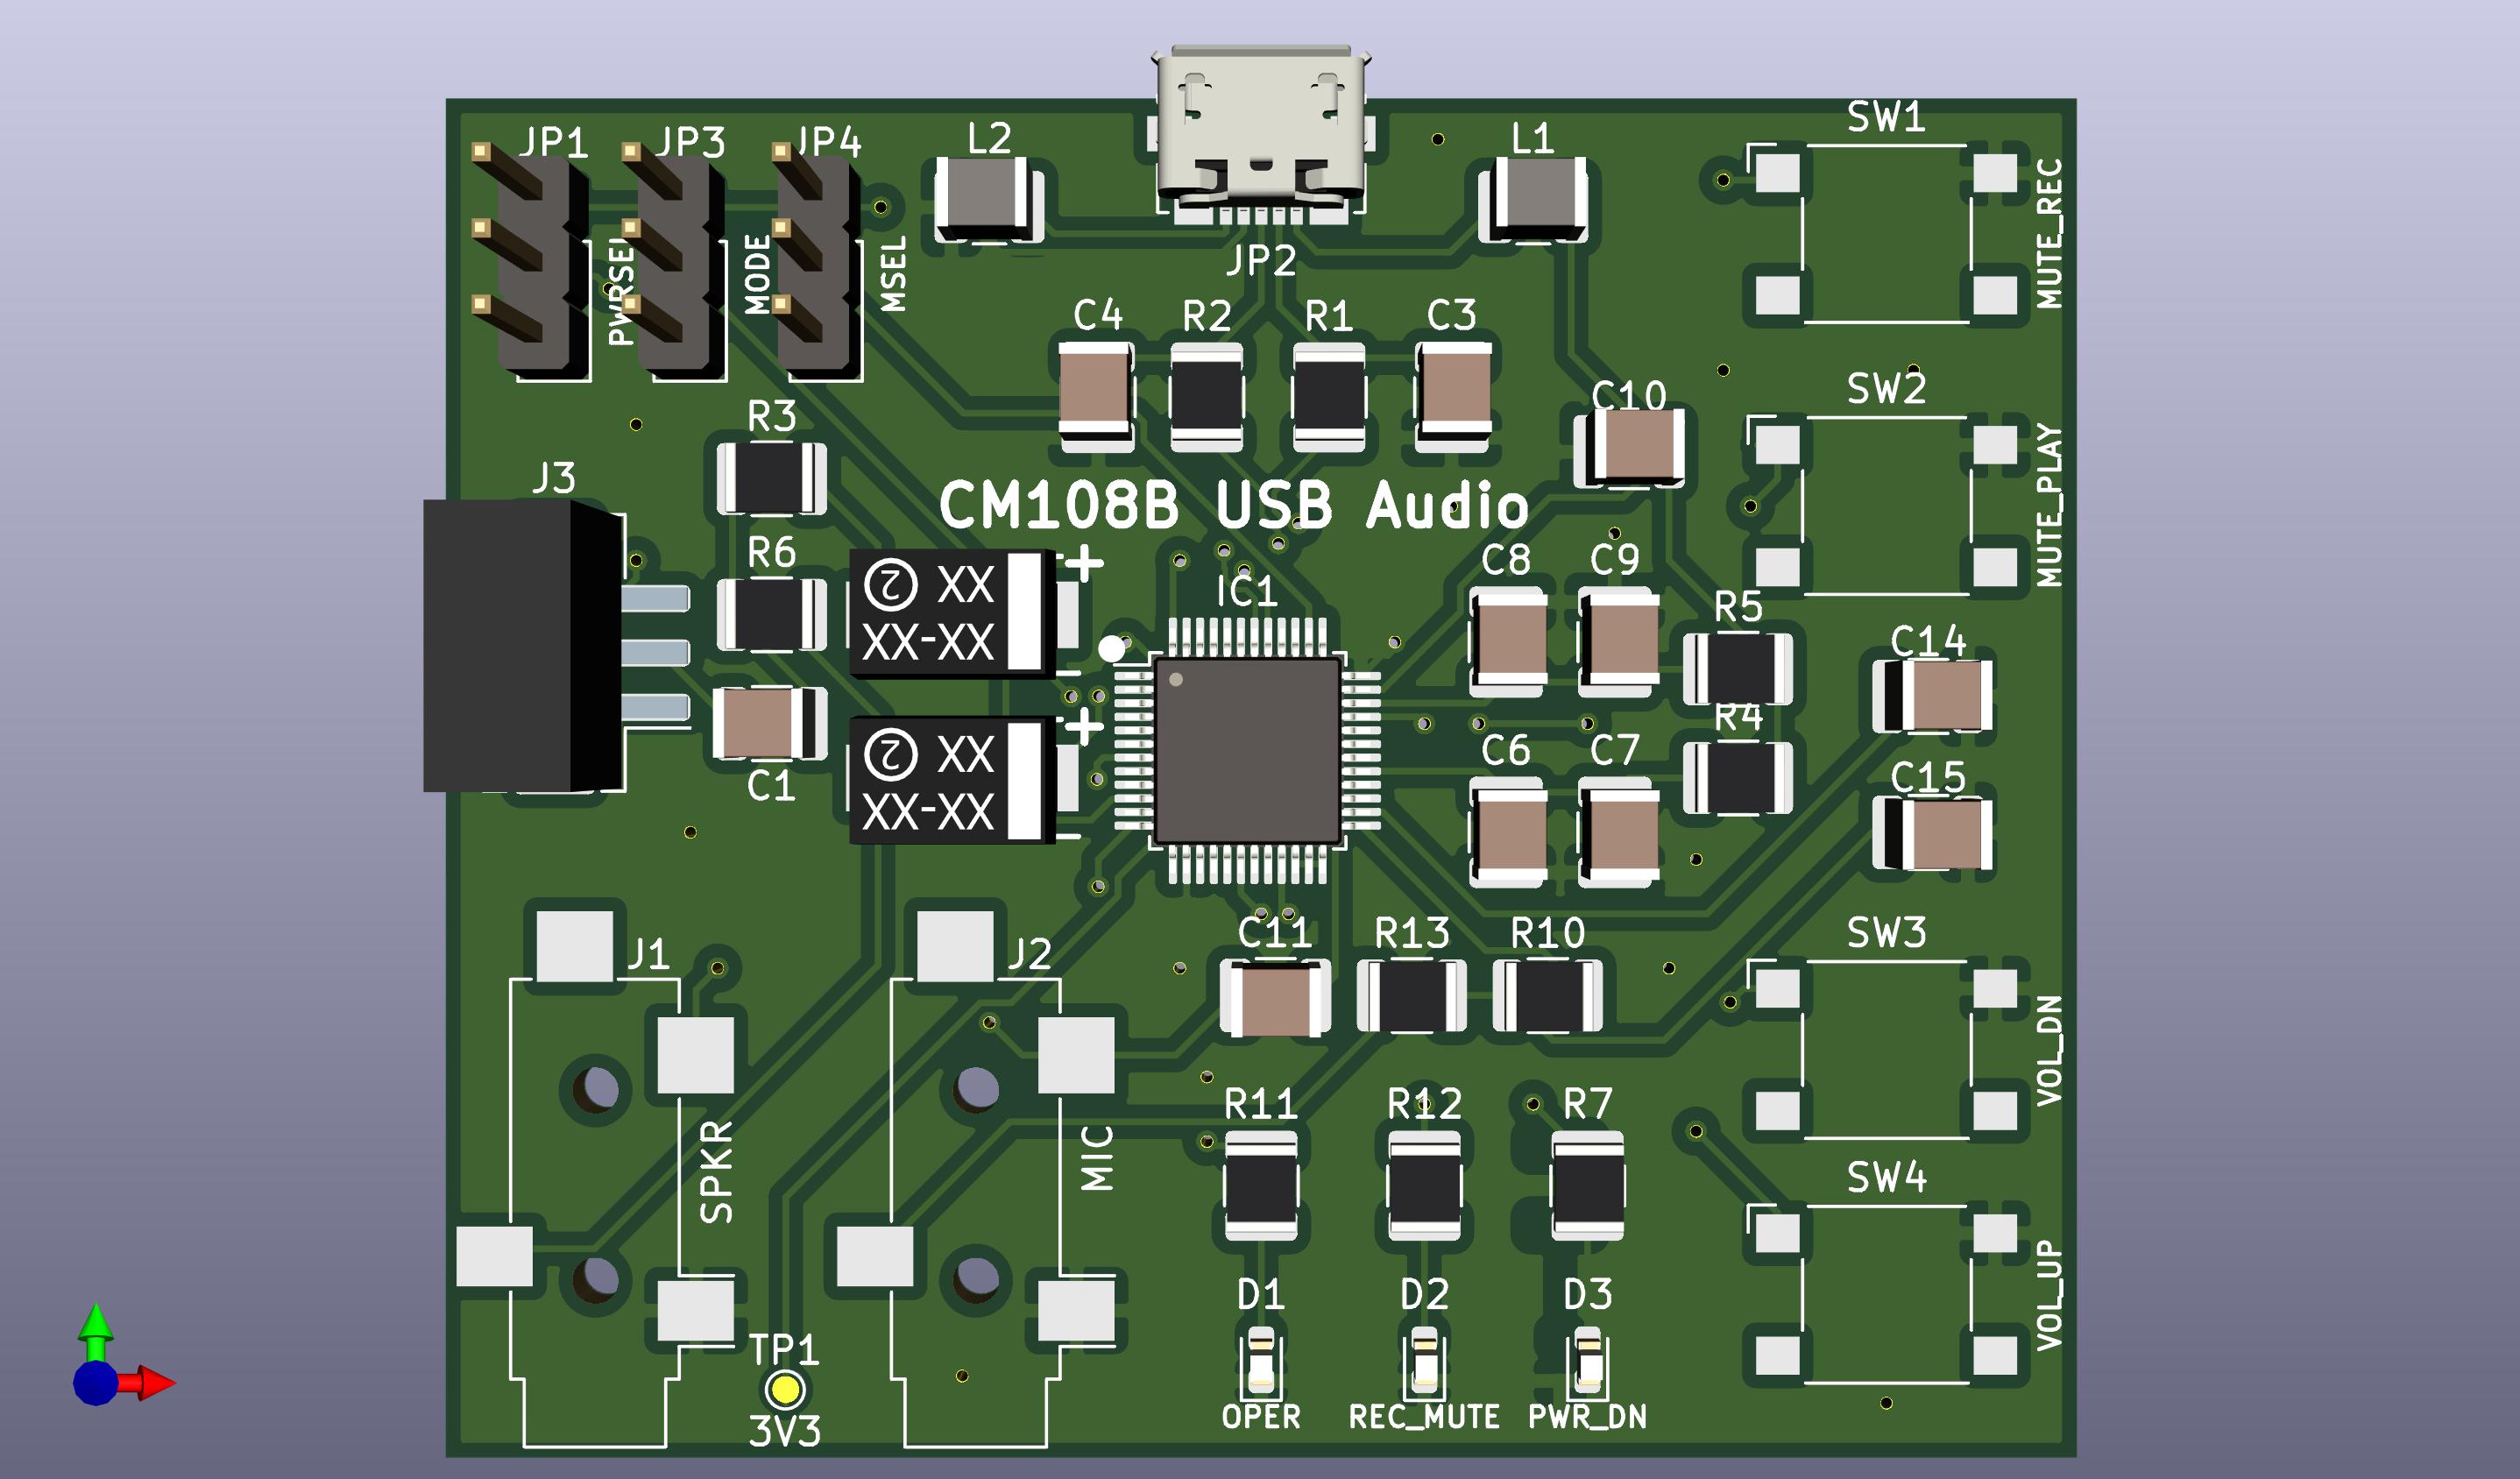 JP1 JP3 JP4 L2 L1 SW1
PWRSEL
MODE
MSEL
MUTE_REC
JP2
C4 R2 R1 C3
C10
SW2
MUTE_PLAY
R3
J3
CM108B USB Audio
R6
② XX +
XX-XX
IC1
C8 C9
R5
C14
② XX +
XX-XX
C1
C6 C7
R4
C15
J1
J2
C11 R13 R10
SW3
VOL_DN
SPKR
MIC
R11 R12 R7
SW4
VOL_UP
D1 D2 D3
TP1
3V3
OPER REC_MUTE PWR_DN